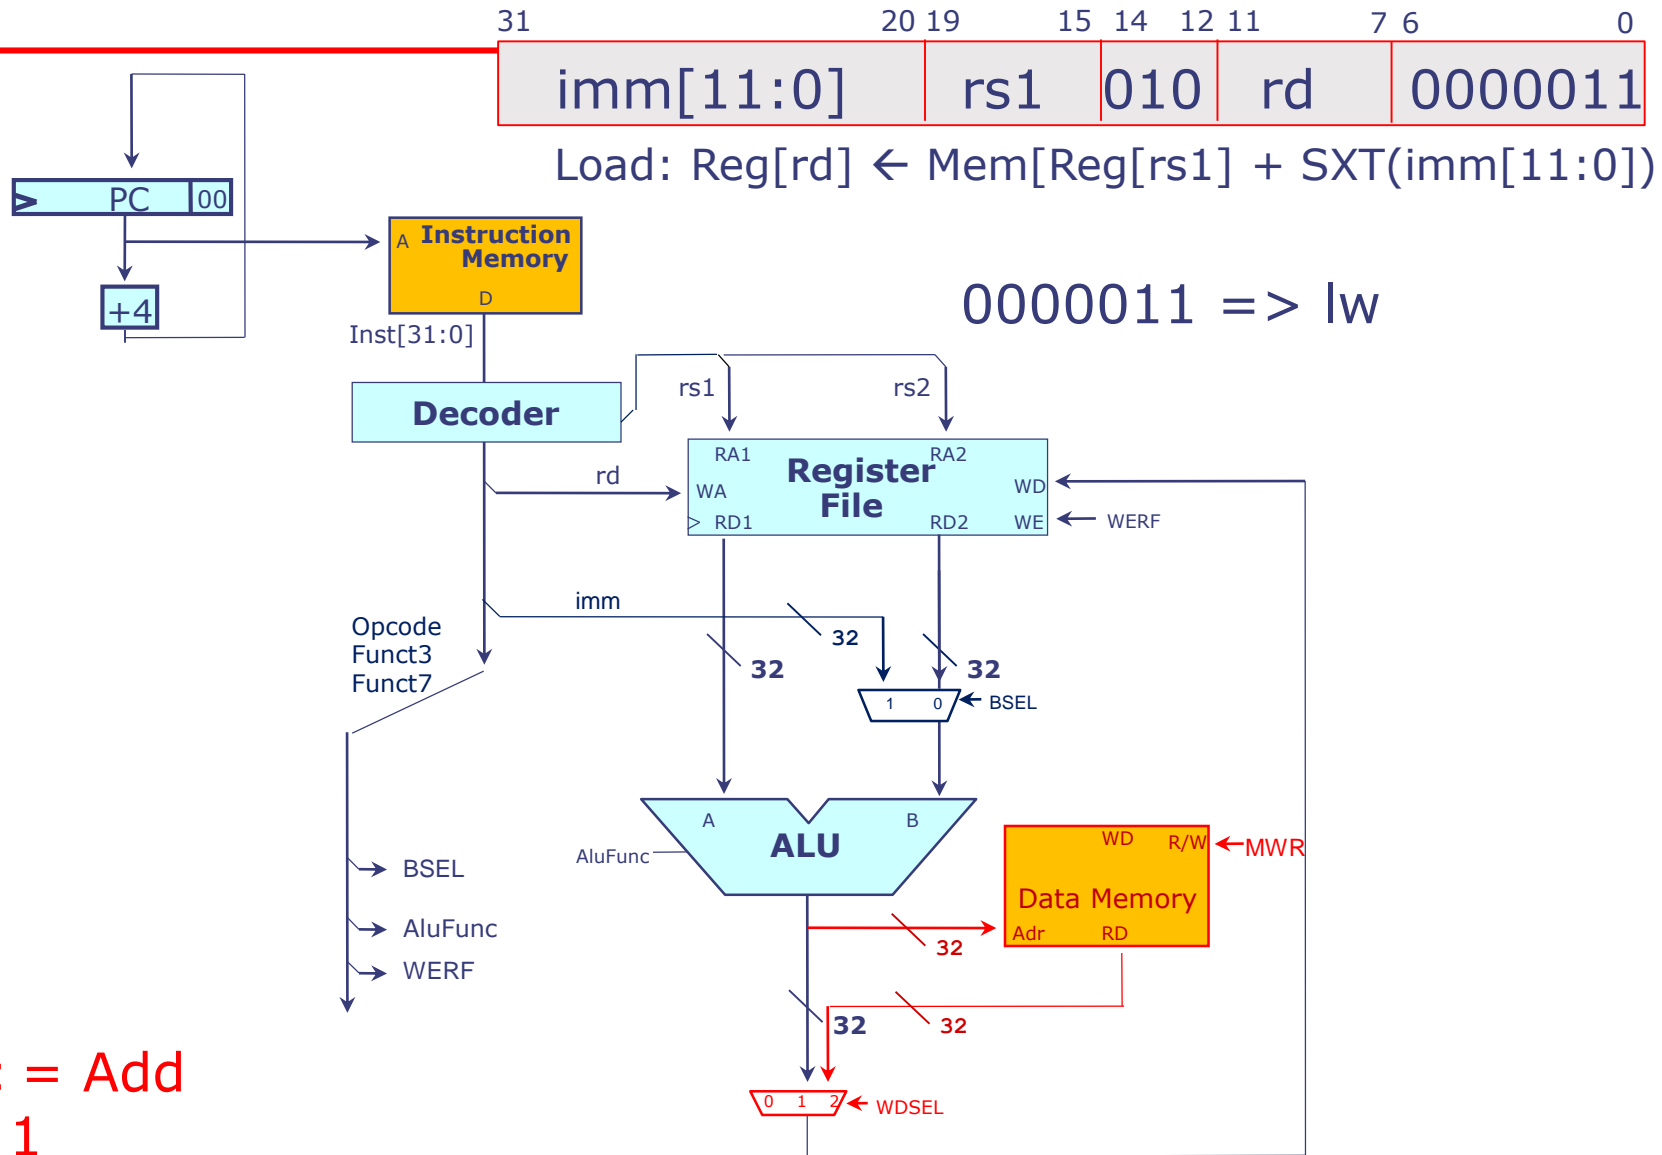 31 20 19 15 14 12 11 7 6 0
imm[11:0] rs1 010 rd 0000011
Load: Reg[rd] ← Mem[Reg[rs1] + SXT(imm[11:0])
PC 00
A Instruction
Memory
D
+4
0000011 => lw
Inst[31:0]
rs1 rs2
Decoder
RA1 RA2
Register
File
rd
WA WD
> RD1 RD2 WE WERF
imm
32
Opcode
Funct3
Funct7
32 32
1 0 BSEL
A B
ALU
AluFunc
WD R/W MWR
Data Memory
Adr RD
BSEL
AluFunc
WERF
32
32 32
: = Add
1
0 1 2 WDSEL